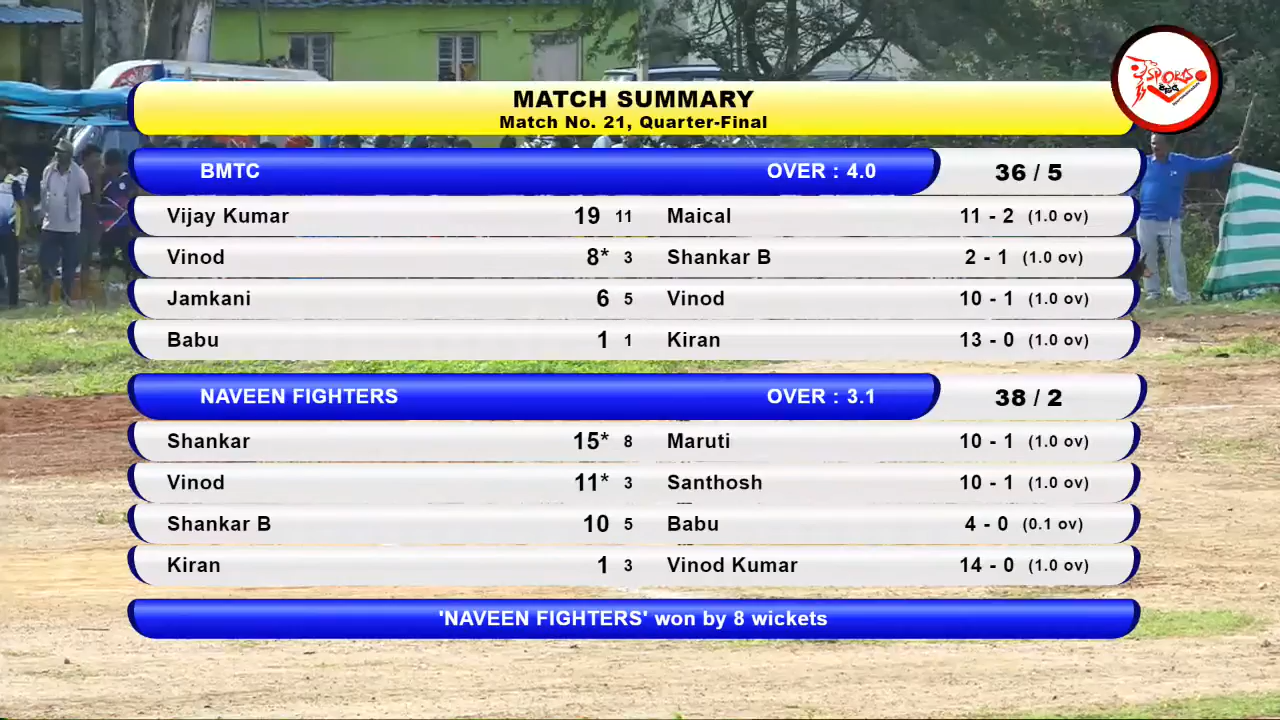 SPORTS
MATCH SUMMARY
Match No. 21, Quarter-Final
BMTC OVER : 4.0 36 / 5
Vijay Kumar 19 11 Maical 11 - 2 (1.0 ov)
Vinod 8* 3 Shankar B 2 - 1 (1.0 ov)
Jamkani 6 5 Vinod 10 - 1 (1.0 ov)
Babu 1 1 Kiran 13 - 0 (1.0 ov)
NAVEEN FIGHTERS OVER : 3.1 38 / 2
Shankar 15* 8 Maruti 10 - 1 (1.0 ov)
Vinod 11* 3 Santhosh 10 - 1 (1.0 ov)
Shankar B 10 5 Babu 4 - 0 (0.1 ov)
Kiran 1 3 Vinod Kumar 14 - 0 (1.0 ov)
'NAVEEN FIGHTERS' won by 8 wickets